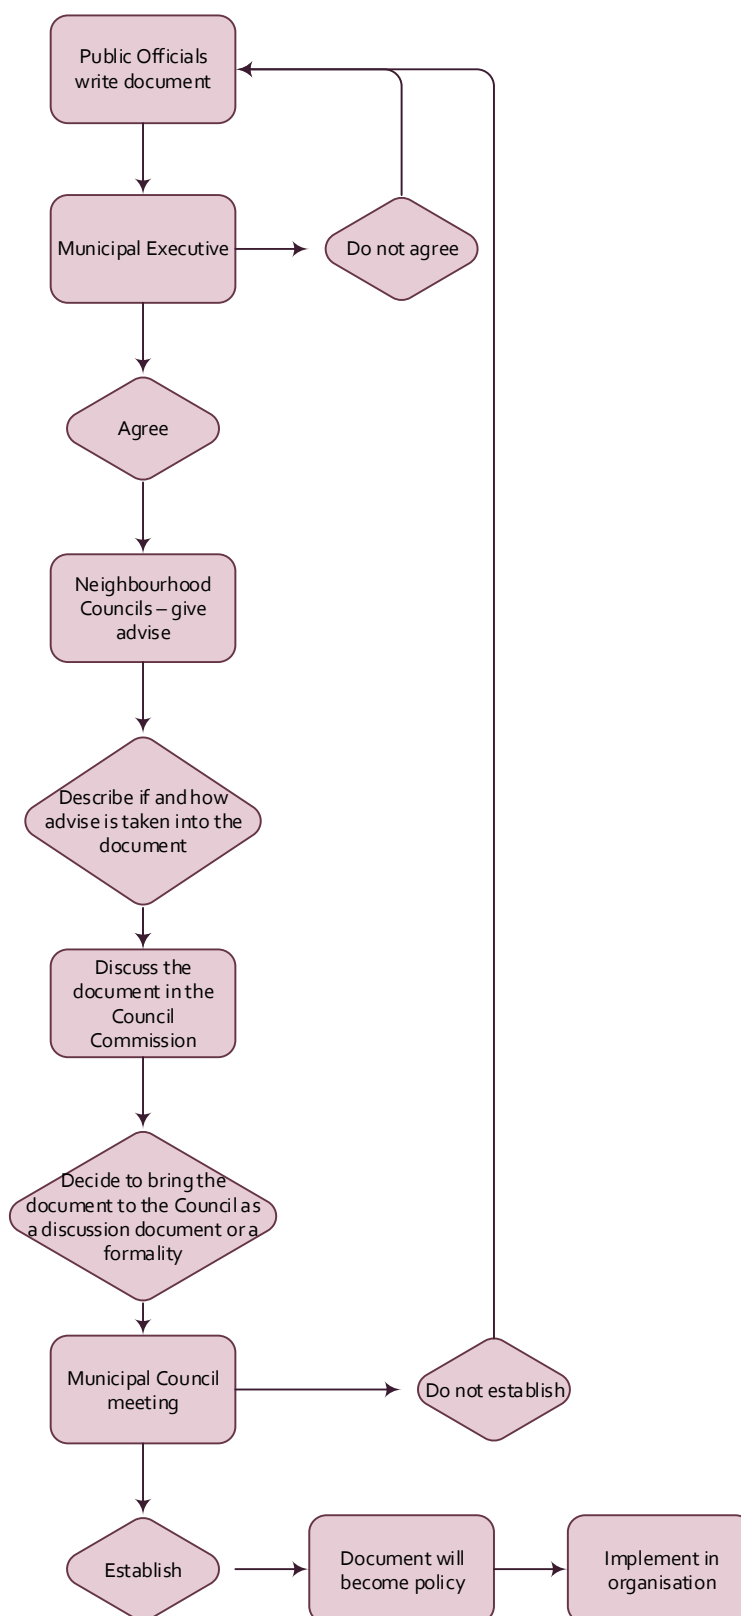 Public Officials
write document
Municipal Executive
Do not agree
Agree
Neighbourhood
Councils – give
advise
Describe if and how
advise is taken into the
document
Discuss the
document in the
Council
Commission
Decide to bring the
document to the Council as
a discussion document or a
formality
Municipal Council
meeting
Do not establish
Establish
Document will
become policy
Implement in
organisation